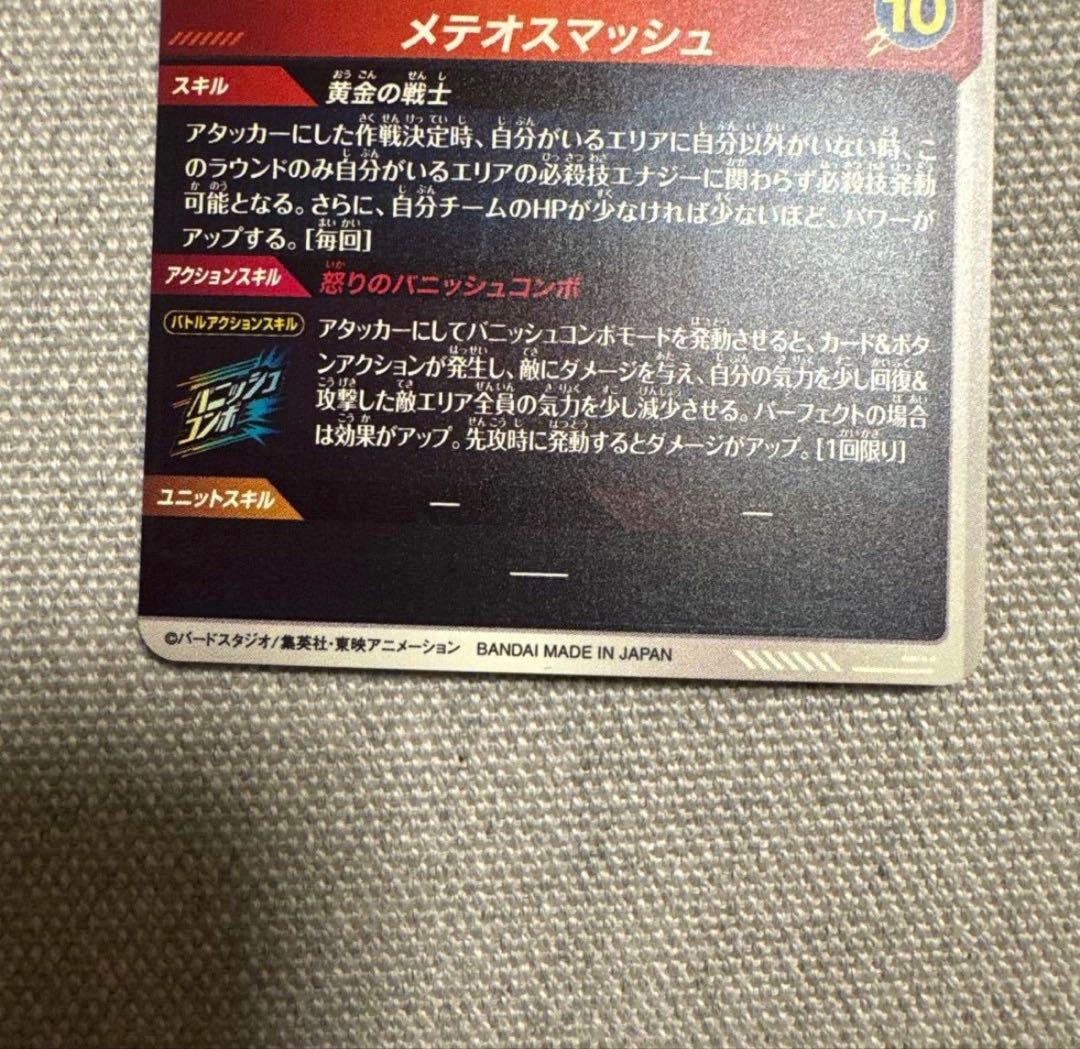 10
メテオスマッシュ
スキル 黄金の戦士
アタッカーにした作戦決定時、自分がいるエリアに自分以外がいない時、こ
のラウンドのみ自分がいるエリアの必殺技エナジーに関わらず必殺技発動
可能となる。さらに、自分チームのHPが少なければ少ないほど、パワーが
アップする。[毎回]
アクションスキル 怒りのバニッシュコンボ
バトルアクションスキル
バニッシュ
コンボ
アタッカーにしてバニッシュコンボモードを発動させると、カード&ボタ
ンアクションが発生し、敵にダメージを与え、自分の気力を少し回復&
攻撃した敵エリア全員の気力を少し減少させる。パーフェクトの場合
は効果がアップ。先攻時に発動するとダメージがアップ。[1回限り]
ユニットスキル — —
—
©バードスタジオ/集英社・東映アニメーション BANDAI MADE IN JAPAN